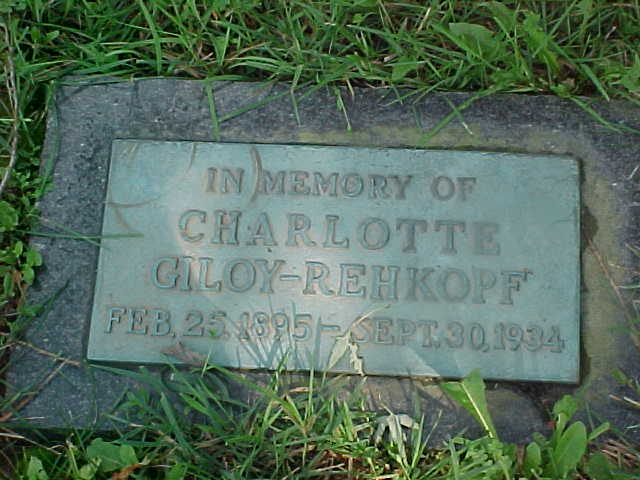 IN MEMORY OF
CHARLOTTE
GILOY-REHKOPF
FEB. 25. 1895 - SEPT. 30, 1934